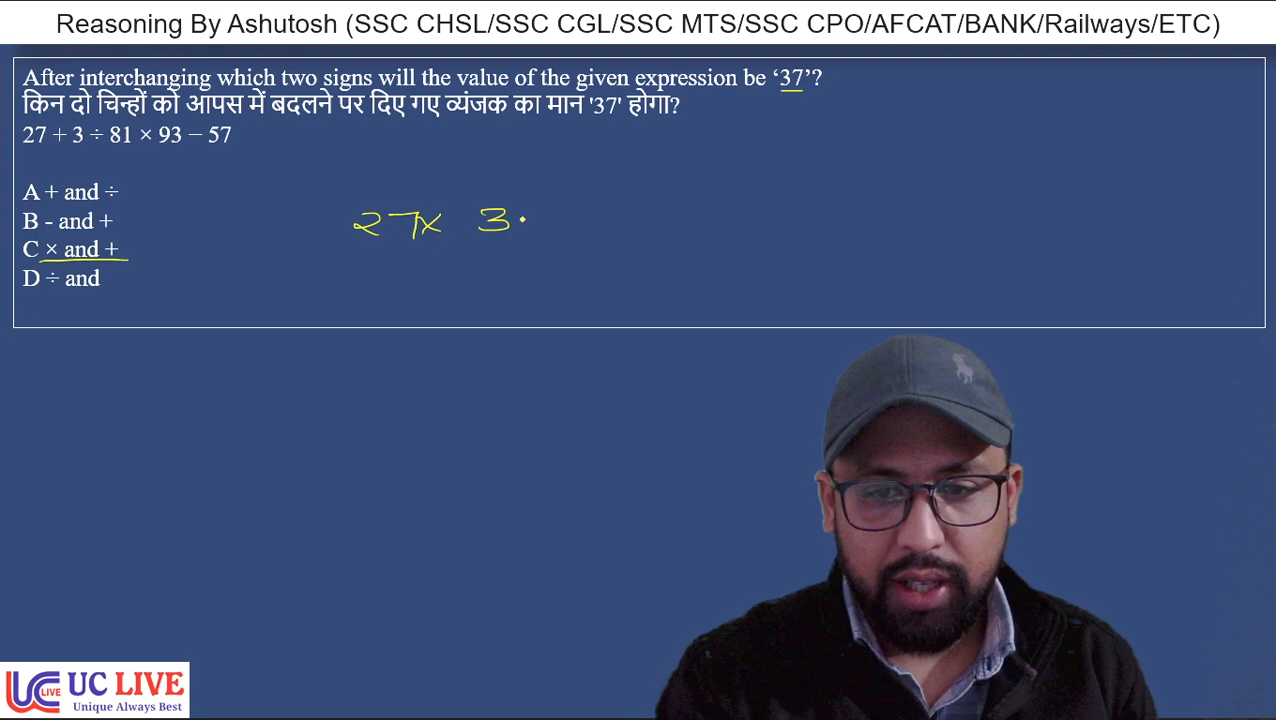 Reasoning By Ashutosh (SSC CHSL/SSC CGL/SSC MTS/SSC CPO/AFCAT/BANK/Railways/ETC)
After interchanging which two signs will the value of the given expression be ‘37’?
किन दो चिन्हों को आपस में बदलने पर दिए गए व्यंजक का मान '37' होगा?
27 + 3 ÷ 81 × 93 − 57
A + and ÷
B - and +
C × and +
D ÷ and
27× 3
LIVE UC LIVE
Unique Always Best